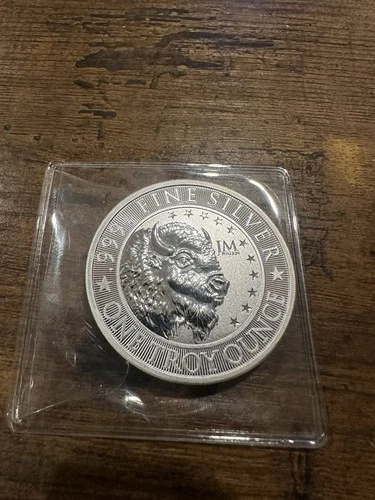 .999+ FINE SILVER
JM
BULLION
ONE TROY OUNCE